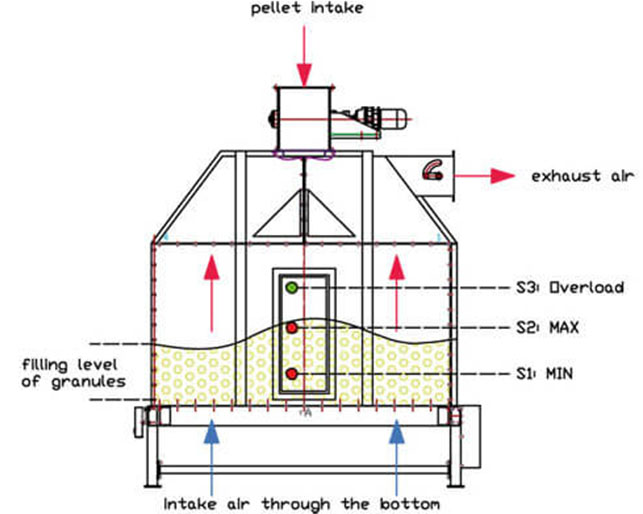 pellet intake
exhaust air
S3: Overload
S2: MAX
S1: MIN
filling level
of granules
Intake air through the bottom